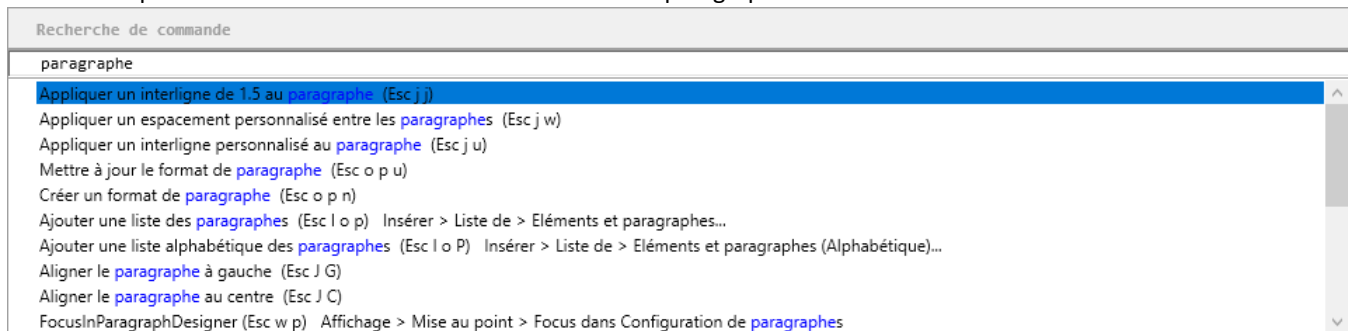 Recherche de commande
paragraphe
Appliquer un interligne de 1.5 au paragraphe (Esc j j)
Appliquer un espacement personnalisé entre les paragraphes (Esc j w)
Appliquer un interligne personnalisé au paragraphe (Esc j u)
Mettre à jour le format de paragraphe (Esc o p u)
Créer un format de paragraphe (Esc o p n)
Ajouter une liste des paragraphes (Esc l o p) Insérer > Liste de > Eléments et paragraphes...
Ajouter une liste alphabétique des paragraphes (Esc l o P) Insérer > Liste de > Eléments et paragraphes (Alphabétique)...
Aligner le paragraphe à gauche (Esc J G)
Aligner le paragraphe au centre (Esc J C)
FocusInParagraphDesigner (Esc w p) Affichage > Mise au point > Focus dans Configuration de paragraphes